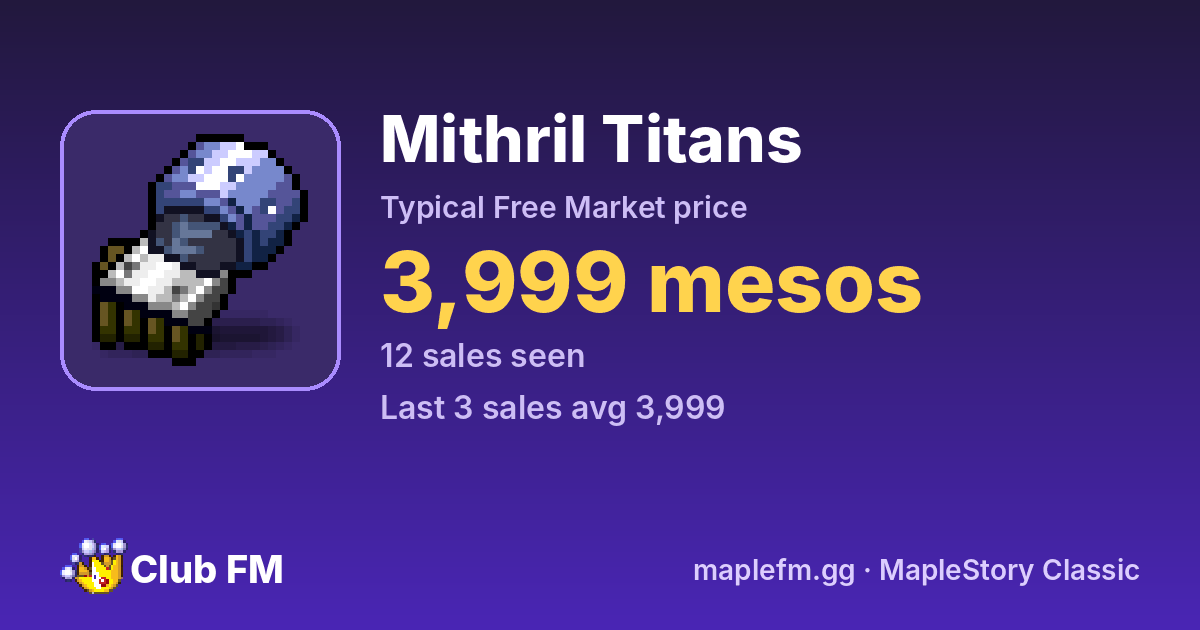 Mithril Titans
Typical Free Market price
3,999 mesos
12 sales seen
Last 3 sales avg 3,999
Club FM
maplefm.gg · MapleStory Classic